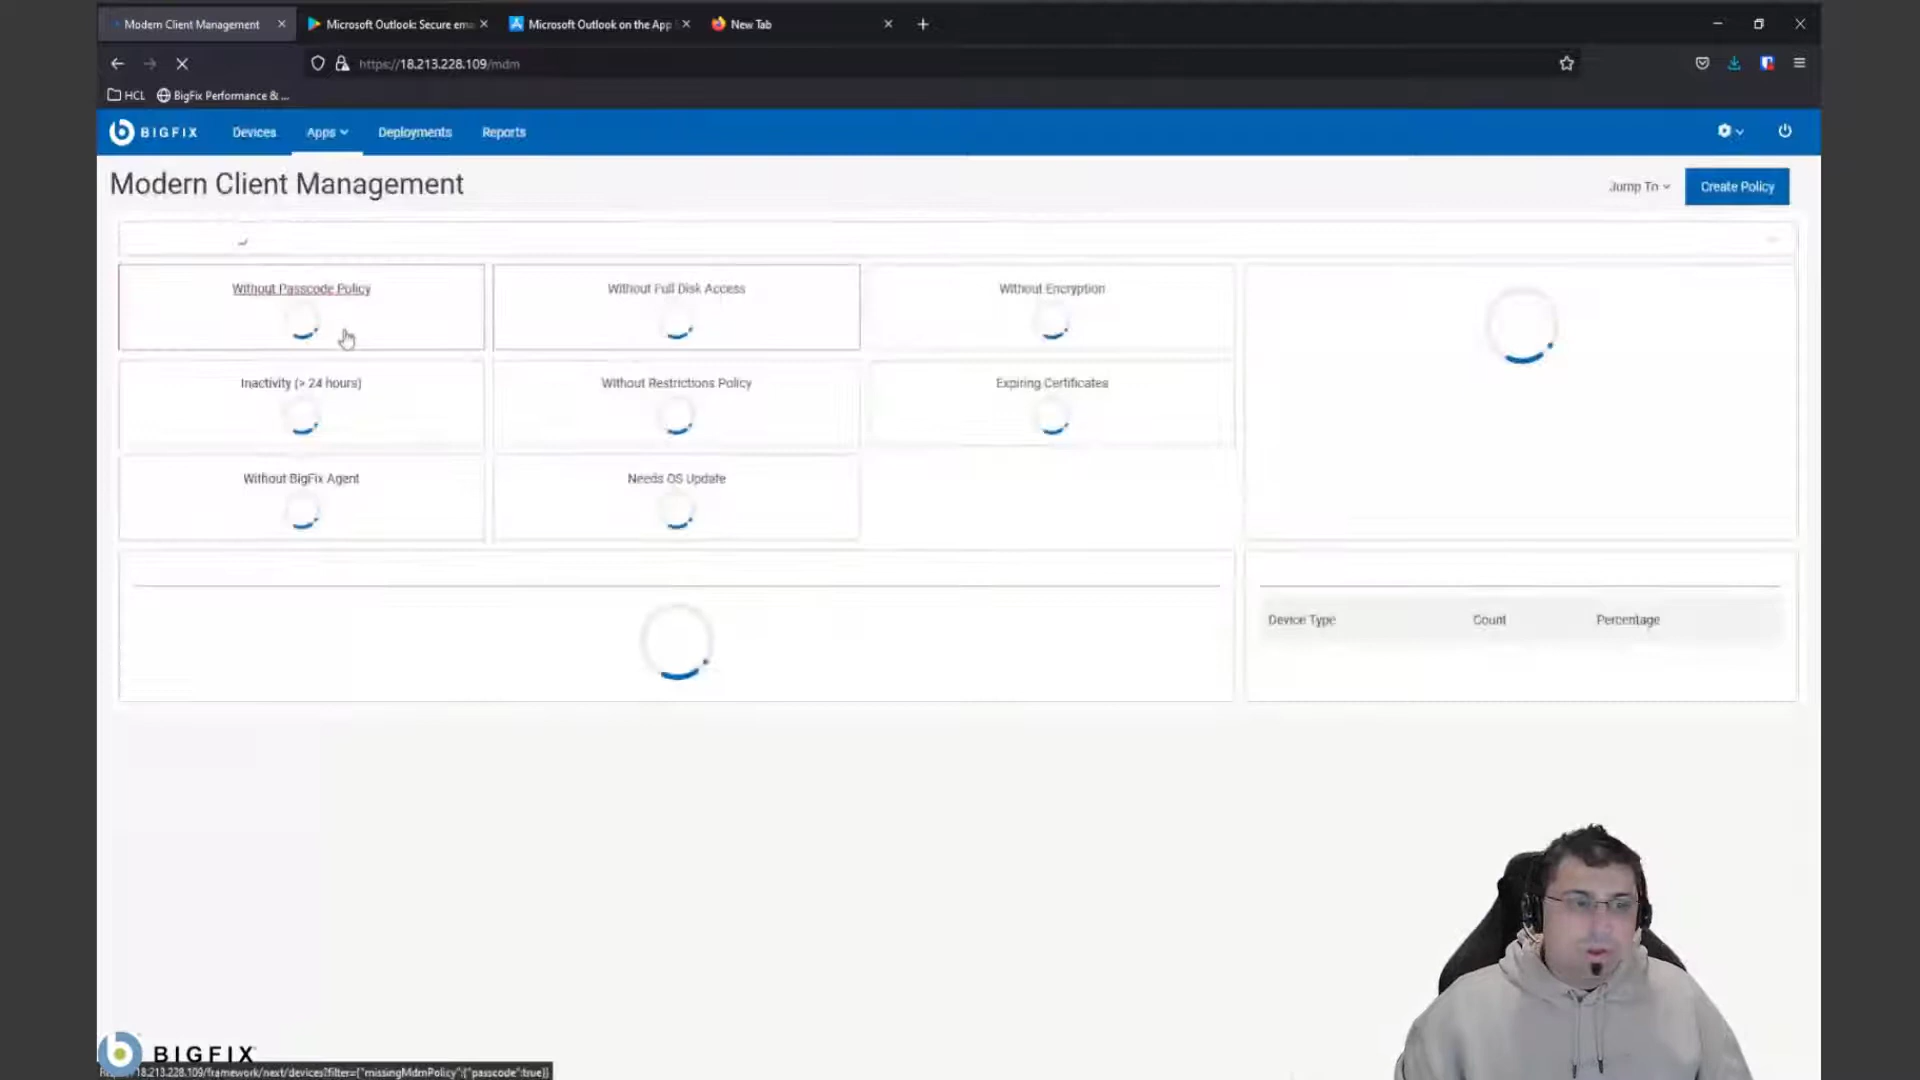 Modern Client Management
Microsoft Outlook: Secure ema
Microsoft Outlook on the App S
New Tab
https://18.213.228.109/mdm
HCL
BigFix Performance & ...
BIGFIX
Devices
Apps
Deployments
Reports
Modern Client Management
Jump To
Create Policy
Without Passcode Policy
Without Full Disk Access
Without Encryption
Inactivity (> 24 hours)
Without Restrictions Policy
Expiring Certificates
Without BigFix Agent
Needs OS Update
Device Type
Count
Percentage
BIGFIX
18.213.228.109/framework/next/devices?filter={"missingMdmPolicy":{"passcode":true}}